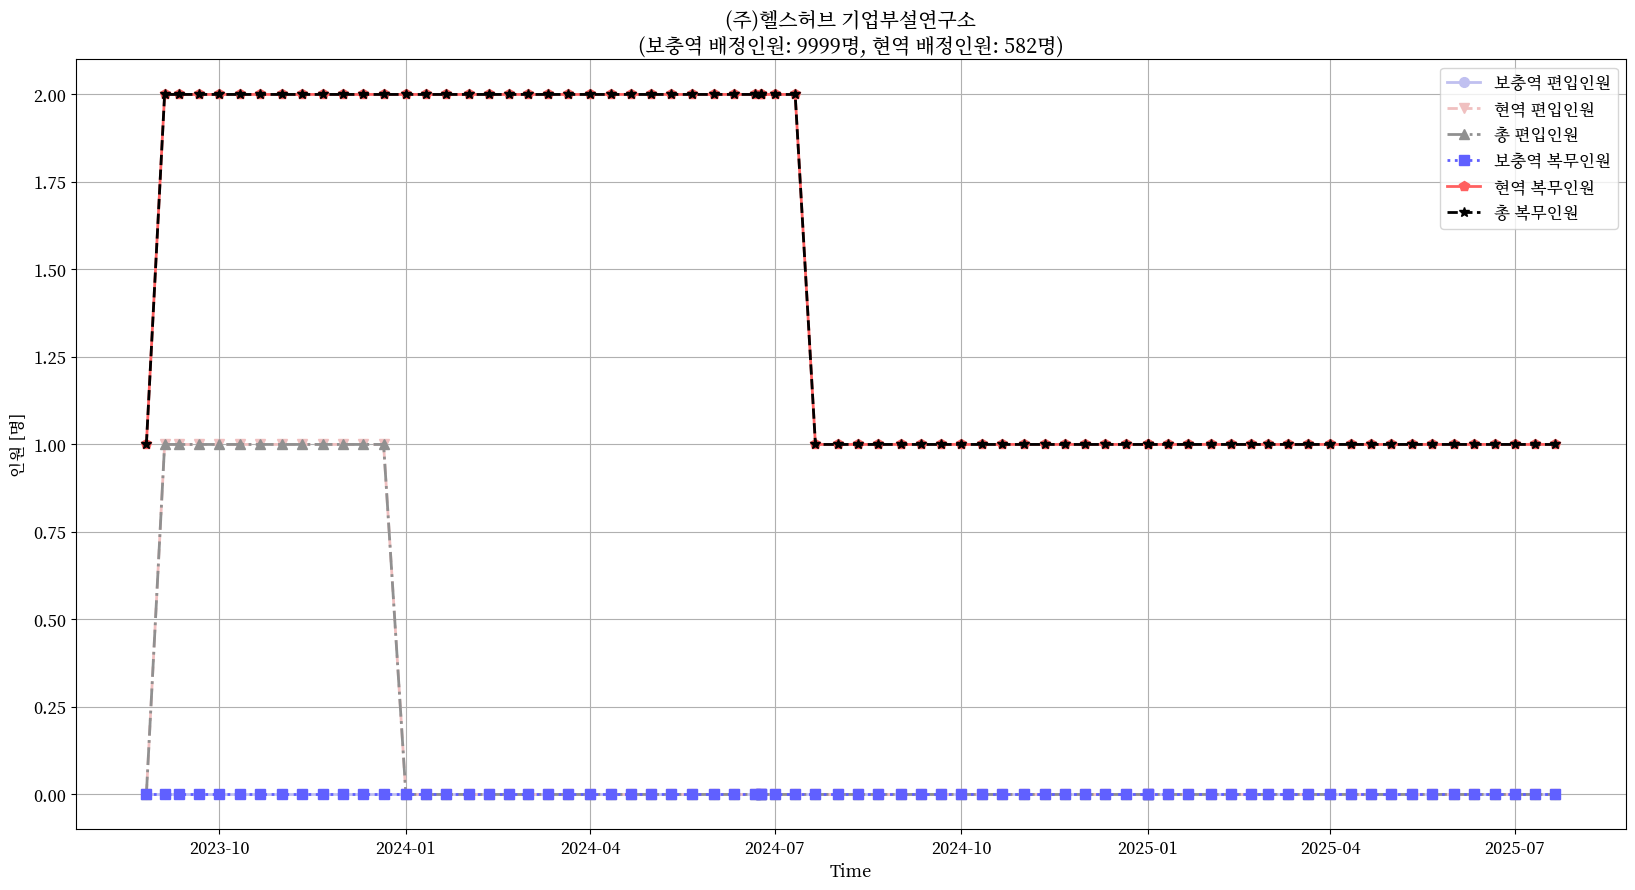 (주)헬스허브 기업부설연구소
(보충역 배정인원: 9999명, 현역 배정인원: 582명)
보충역 편입인원
현역 편입인원
총 편입인원
보충역 복무인원
현역 복무인원
총 복무인원
인원 [명]
2.00
1.75
1.50
1.25
1.00
0.75
0.50
0.25
0.00
2023-10
2024-01
2024-04
2024-07
2024-10
2025-01
2025-04
2025-07
Time